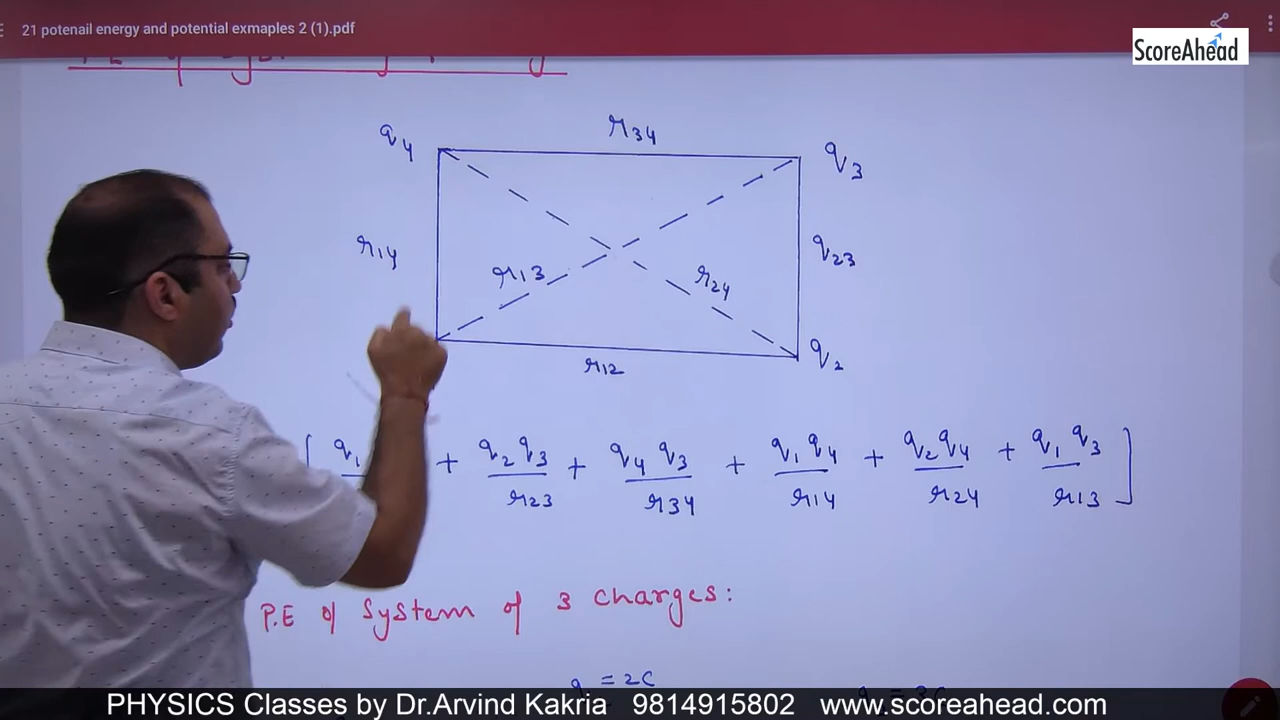 21 potenail energy and potential exmaples 2 (1).pdf
ScoreAhead
r34
q4
q3
r14
q23
r13
r24
q2
r12
[ q1 + q2 q3 / r23 + q4 q3 / r34 + q1 q4 / r14 + q2 q4 / r24 + q1 q3 / r13 ]
P.E of System of 3 charges:
= 2C
PHYSICS Classes by Dr.Arvind Kakria 9814915802 www.scoreahead.com